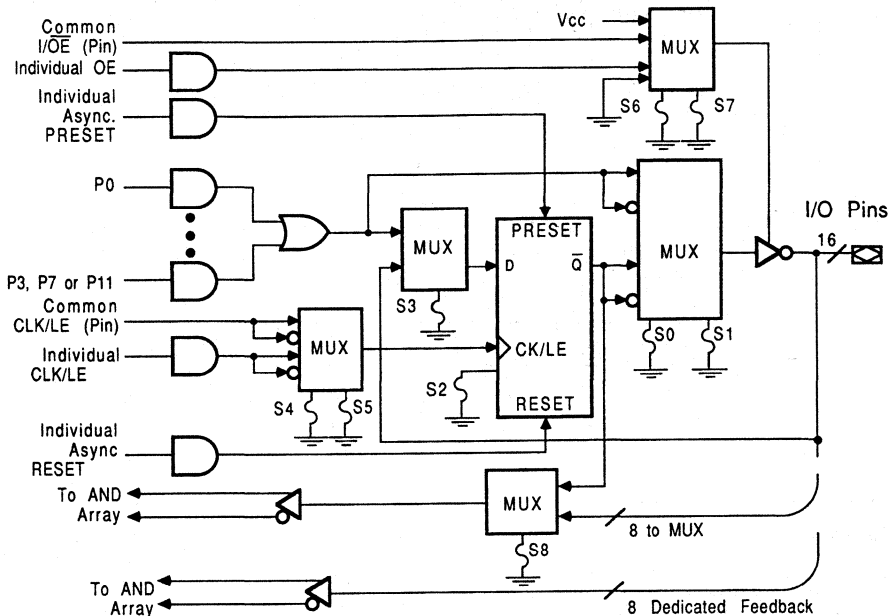 Vcc
Common
I/OE (Pin)
Individual OE
MUX
S6
S7
Individual
Async.
PRESET
P0
P3, P7 or P11
MUX
S3
PRESET
D
Q
CK/LE
S2
RESET
MUX
S0
S1
I/O Pins
16
Common
CLK/LE (Pin)
Individual
CLK/LE
MUX
S4
S5
Individual
Async
RESET
To AND
Array
MUX
S8
8 to MUX
To AND
Array
8 Dedicated Feedback